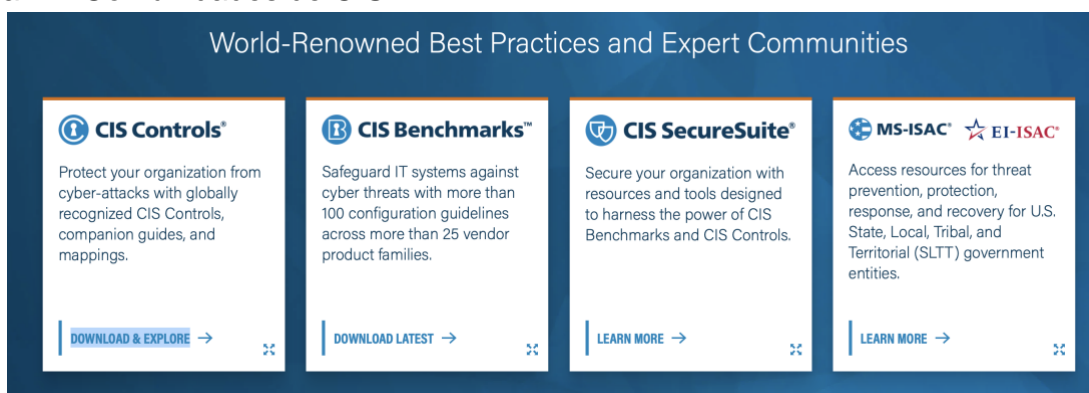 World-Renowned Best Practices and Expert Communities
CIS Controls®
Protect your organization from
cyber-attacks with globally
recognized CIS Controls,
companion guides, and
mappings.
DOWNLOAD & EXPLORE →
CIS Benchmarks™
Safeguard IT systems against
cyber threats with more than
100 configuration guidelines
across more than 25 vendor
product families.
DOWNLOAD LATEST →
CIS SecureSuite®
Secure your organization with
resources and tools designed
to harness the power of CIS
Benchmarks and CIS Controls.
LEARN MORE →
MS-ISAC® EI-ISAC®
Access resources for threat
prevention, protection,
response, and recovery for U.S.
State, Local, Tribal, and
Territorial (SLTT) government
entities.
LEARN MORE →